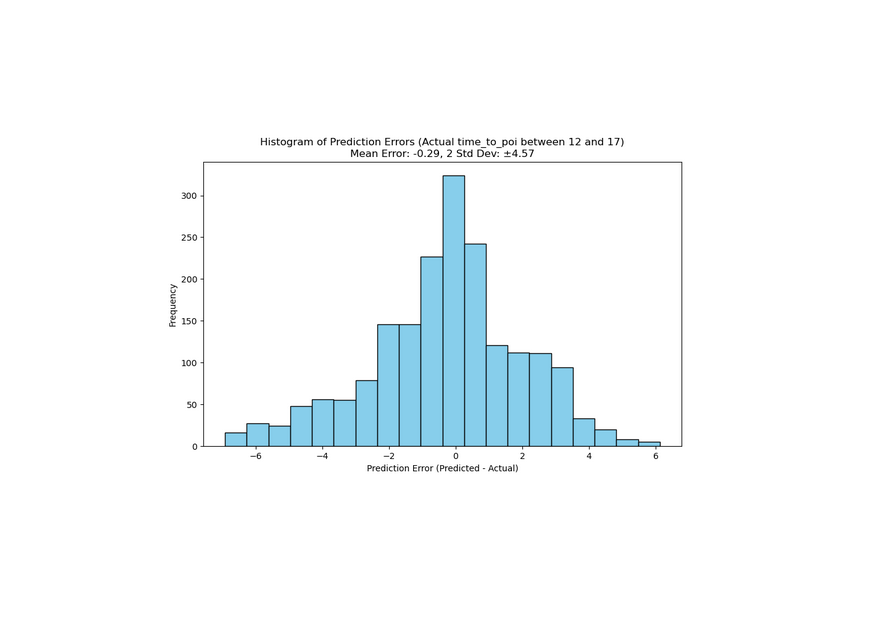 Histogram of Prediction Errors (Actual time_to_poi between 12 and 17)
Mean Error: -0.29, 2 Std Dev: ±4.57
300
250
200
150
100
50
0
Frequency
−6 −4 −2 0 2 4 6
Prediction Error (Predicted - Actual)